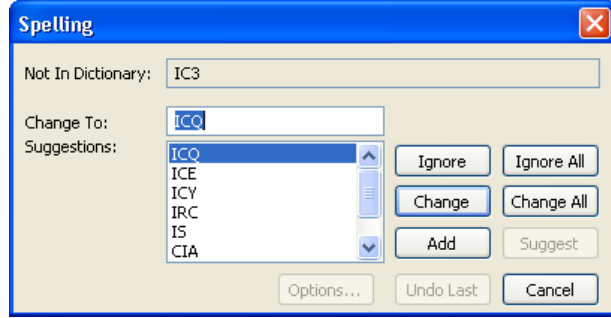 Spelling
Not In Dictionary: IC3
Change To: ICQ
Suggestions:
ICQ
ICE
ICY
IRC
IS
CIA
Ignore Ignore All
Change Change All
Add Suggest
Options... Undo Last Cancel